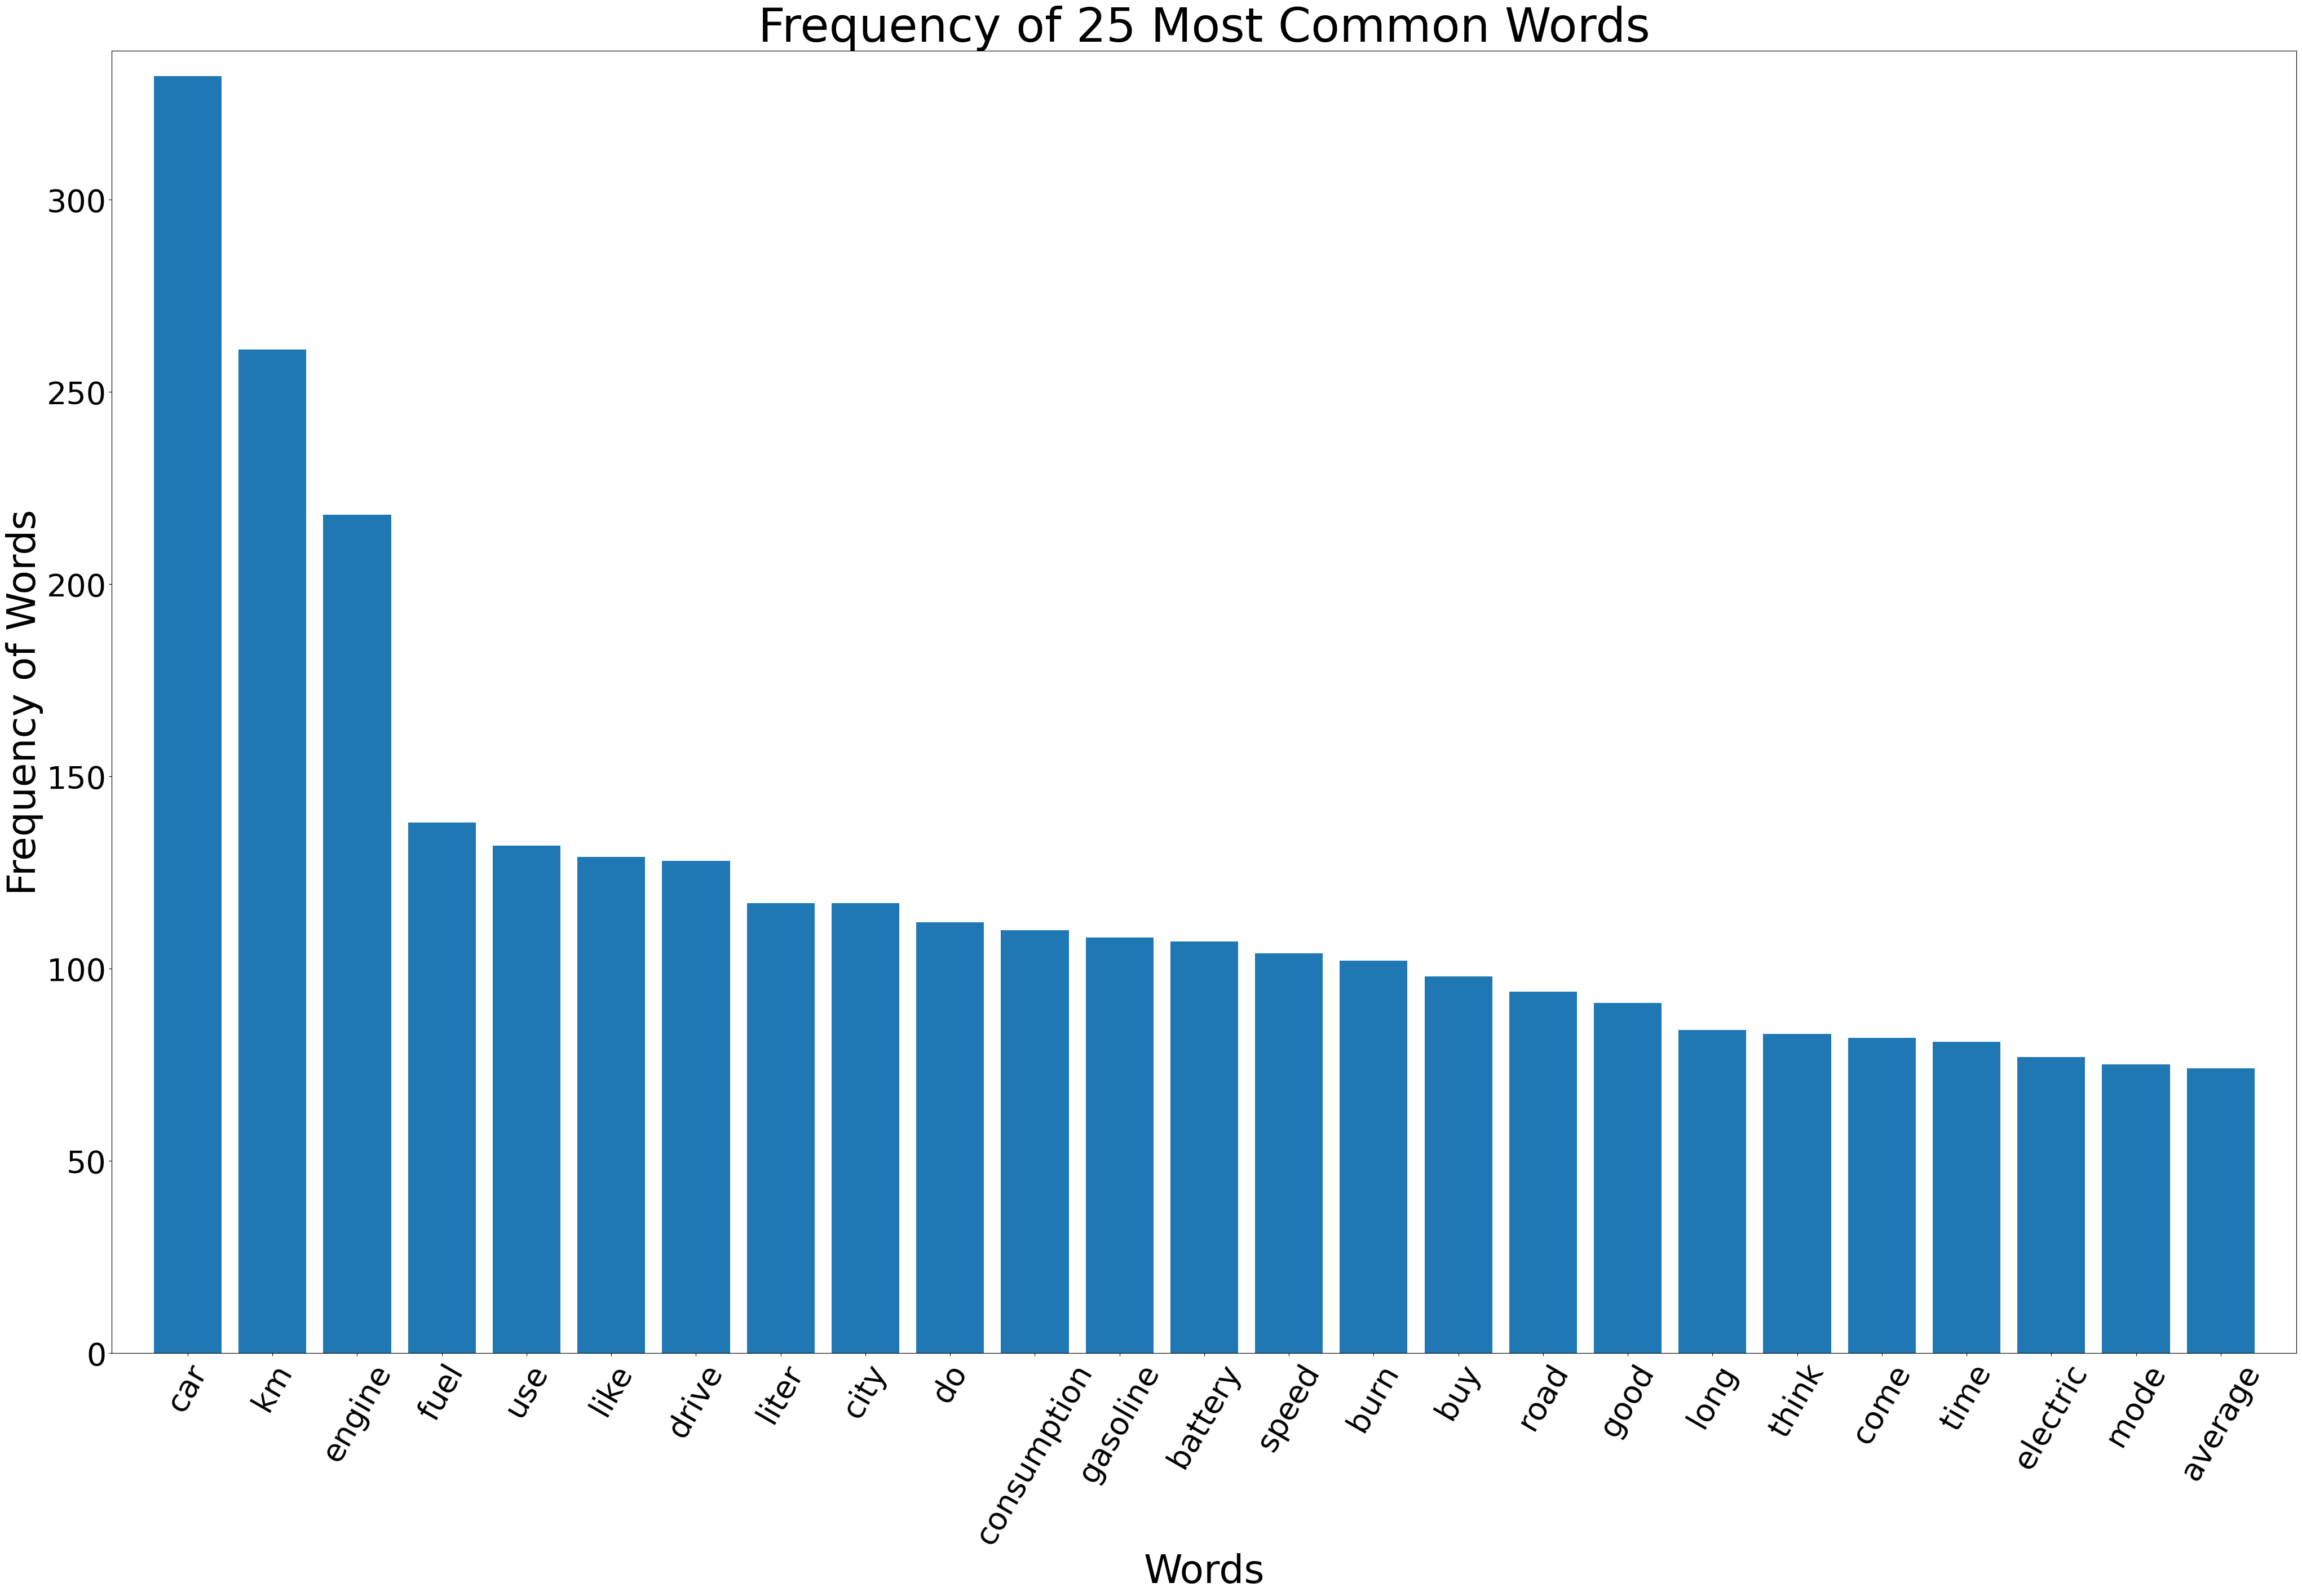 Frequency of 25 Most Common Words
Frequency of Words
300
250
200
150
100
50
0
car
km
engine
fuel
use
like
drive
liter
city
do
consumption
gasoline
battery
speed
burn
buy
road
good
long
think
come
time
electric
mode
average
Words